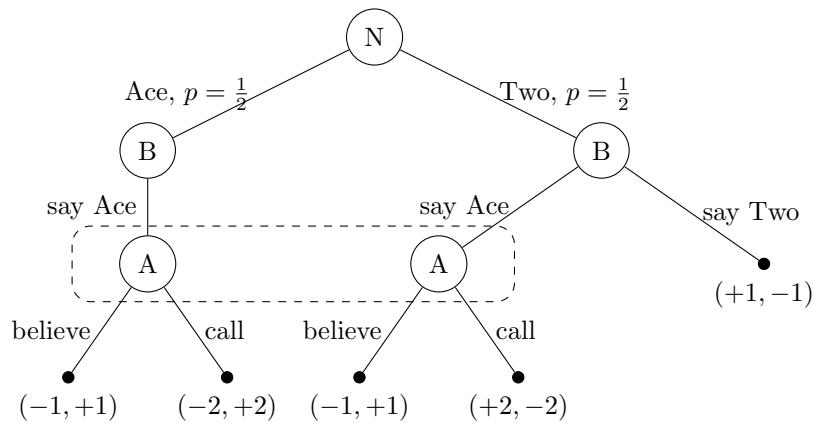 N
Ace, p = 1/2
Two, p = 1/2
B
B
say Ace
say Ace
say Two
A
A
(+1, −1)
believe
call
believe
call
(−1, +1)
(−2, +2)
(−1, +1)
(+2, −2)